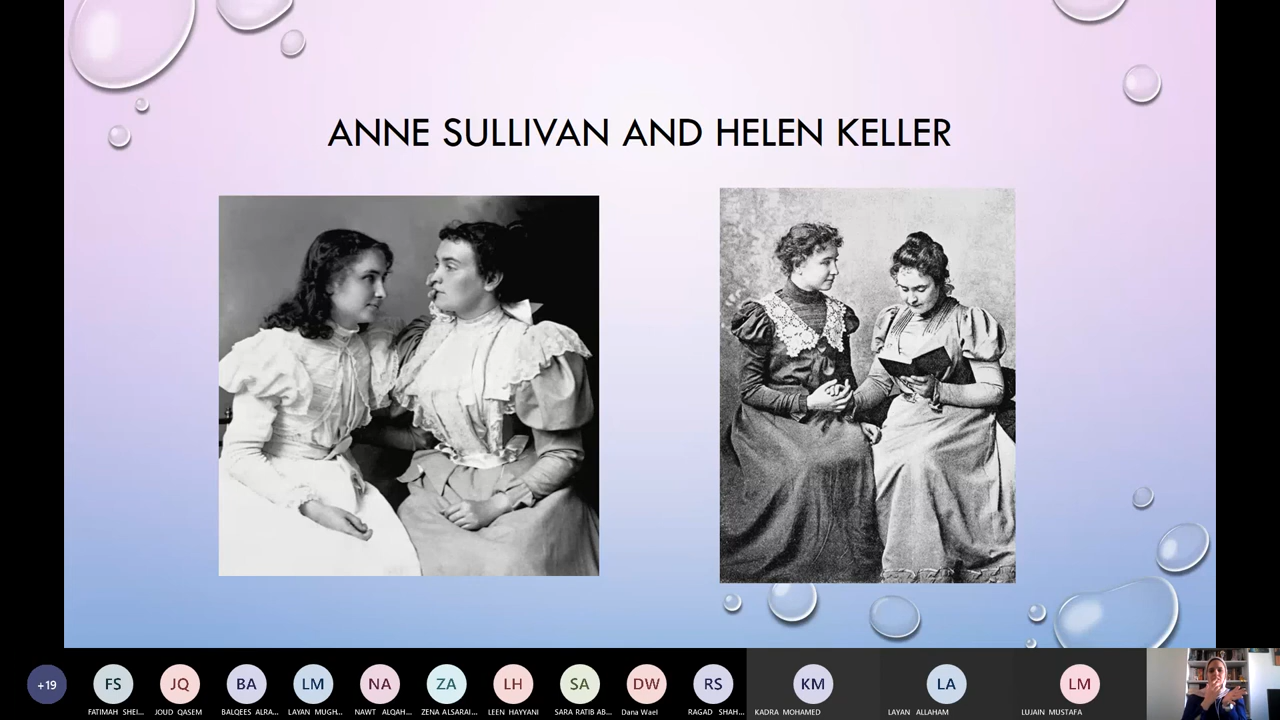 ANNE SULLIVAN AND HELEN KELLER
+19
FS
JQ
BA
LM
NA
ZA
LH
SA
DW
RS
KM
LA
LM
FATIMAH SHEI...
JOUD QASEM
BALQEES ALRA...
LAYAN MUGH...
NAWT ALQAH...
ZENA ALSARAI...
LEEN HAYYANI
SARA RATIB AB...
Dana Wael
RAGAD SHAH...
KADRA MOHAMED
LAYAN ALLAHAM
LUJAIN MUSTAFA